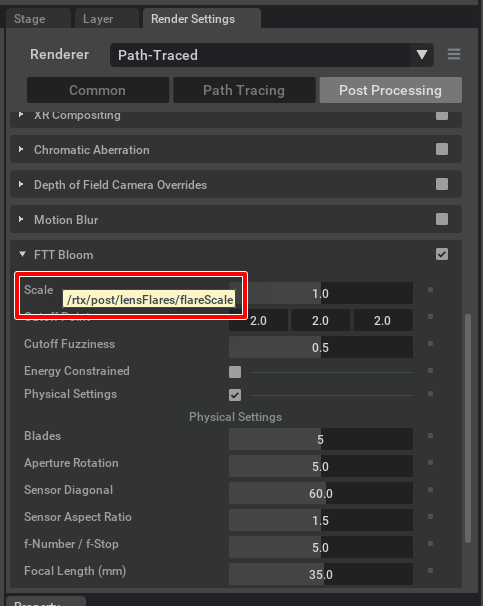 Stage Layer Render Settings
Renderer Path-Traced
Common Path Tracing Post Processing
XR Compositing
Chromatic Aberration
Depth of Field Camera Overrides
Motion Blur
FTT Bloom
Scale 1.0
/rtx/post/lensFlares/flareScale
Cutoff Point 2.0 2.0 2.0
Cutoff Fuzziness 0.5
Energy Constrained
Physical Settings
Physical Settings
Blades 5
Aperture Rotation 5.0
Sensor Diagonal 60.0
Sensor Aspect Ratio 1.5
f-Number / f-Stop 5.0
Focal Length (mm) 35.0
Property